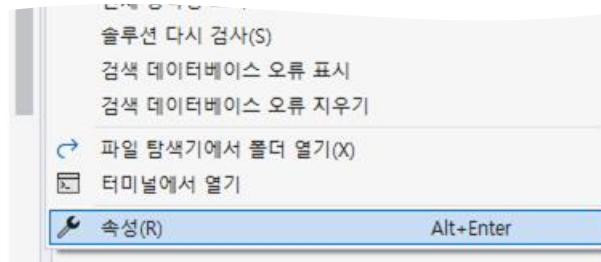 솔루션 다시 검사(S)
검색 데이터베이스 오류 표시
검색 데이터베이스 오류 지우기
파일 탐색기에서 폴더 열기(X)
터미널에서 열기
속성(R) Alt+Enter